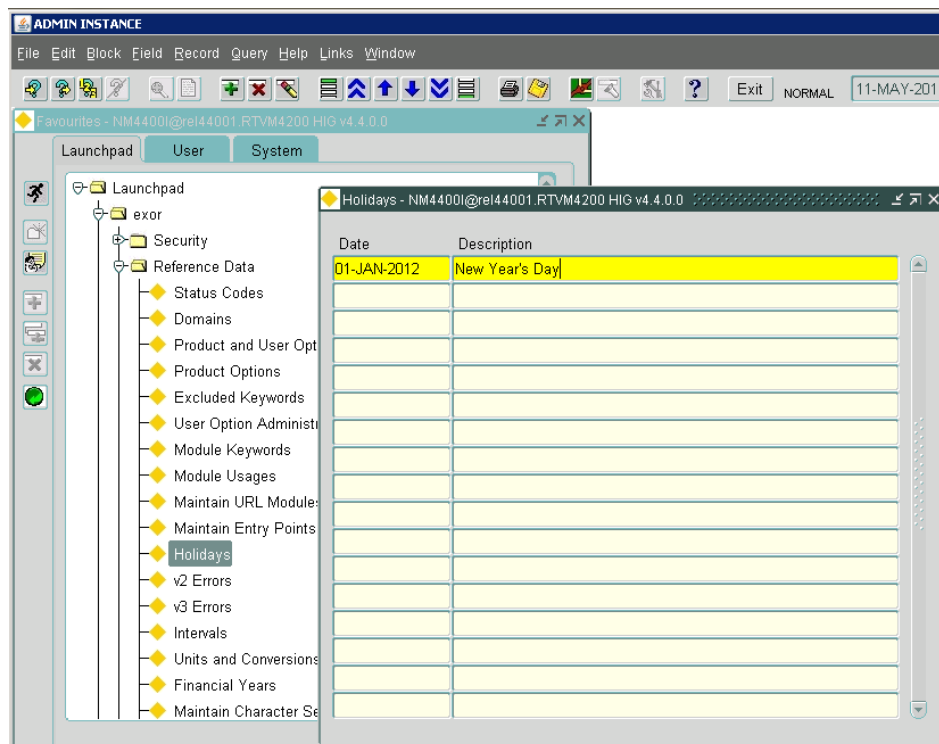 ADMIN INSTANCE
File Edit Block Field Record Query Help Links Window
Exit NORMAL 11-MAY-201
Favourites - NM4400I@rel44001.RTVM4200 HIG v4.4.0.0
Launchpad User System
Launchpad
exor
Security
Reference Data
Status Codes
Domains
Product and User Opt
Product Options
Excluded Keywords
User Option Administr
Module Keywords
Module Usages
Maintain URL Modules
Maintain Entry Points
Holidays
v2 Errors
v3 Errors
Intervals
Units and Conversions
Financial Years
Maintain Character Se
Holidays - NM4400I@rel44001.RTVM4200 HIG v4.4.0.0
Date Description
01-JAN-2012 New Year's Day